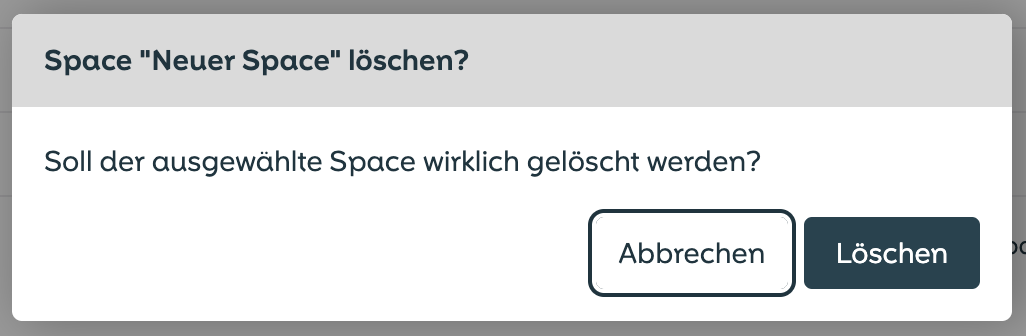 Space "Neuer Space" löschen?
Soll der ausgewählte Space wirklich gelöscht werden?
Abbrechen
Löschen